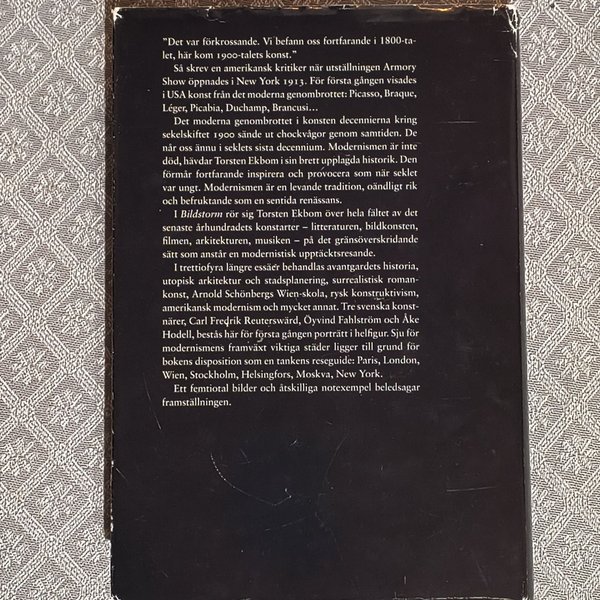 "Det var förkrossande. Vi befann oss fortfarande i 1800-ta-
let, här kom 1900-talets konst."
Så skrev en amerikansk kritiker när utställningen Armory
Show öppnades i New York 1913. För första gången visades
i USA konst från det moderna genombrottet: Picasso, Braque,
Léger, Picabia, Duchamp, Brancusi...
Det moderna genombrottet i konsten decennierna kring
sekelskiftet 1900 sände ut chockvågor genom samtiden. De
når oss ännu i seklets sista decennium. Modernismen är inte
död, hävdar Torsten Ekbom i sin brett upplagda historik. Den
förmår fortfarande inspirera och provocera som när seklet
var ungt. Modernismen är en levande tradition, oändligt rik
och befruktande som en sentida renässans.
I Bildstorm rör sig Torsten Ekbom över hela fältet av det
senaste århundradets konstarter – litteraturen, bildkonsten,
filmen, arkitekturen, musiken – på det gränsöverskridande
sätt som anstår en modernistisk upptäcktsresande.
I trettiofyra längre essäer behandlas avantgardets historia,
utopisk arkitektur och stadsplanering, surrealistisk roman-
konst, Arnold Schönbergs Wien-skola, rysk konstruktivism,
amerikansk modernism och mycket annat. Tre svenska konst-
närer, Carl Fredrik Reuterswärd, Öyvind Fahlström och Åke
Hodell, bestås här för första gången porträtt i helfigur. Sju för
modernismens framväxt viktiga städer ligger till grund för
bokens disposition som en tankens reseguide: Paris, London,
Wien, Stockholm, Helsingfors, Moskva, New York.
Ett femtiotal bilder och åtskilliga notexempel beledsagar
framställningen.